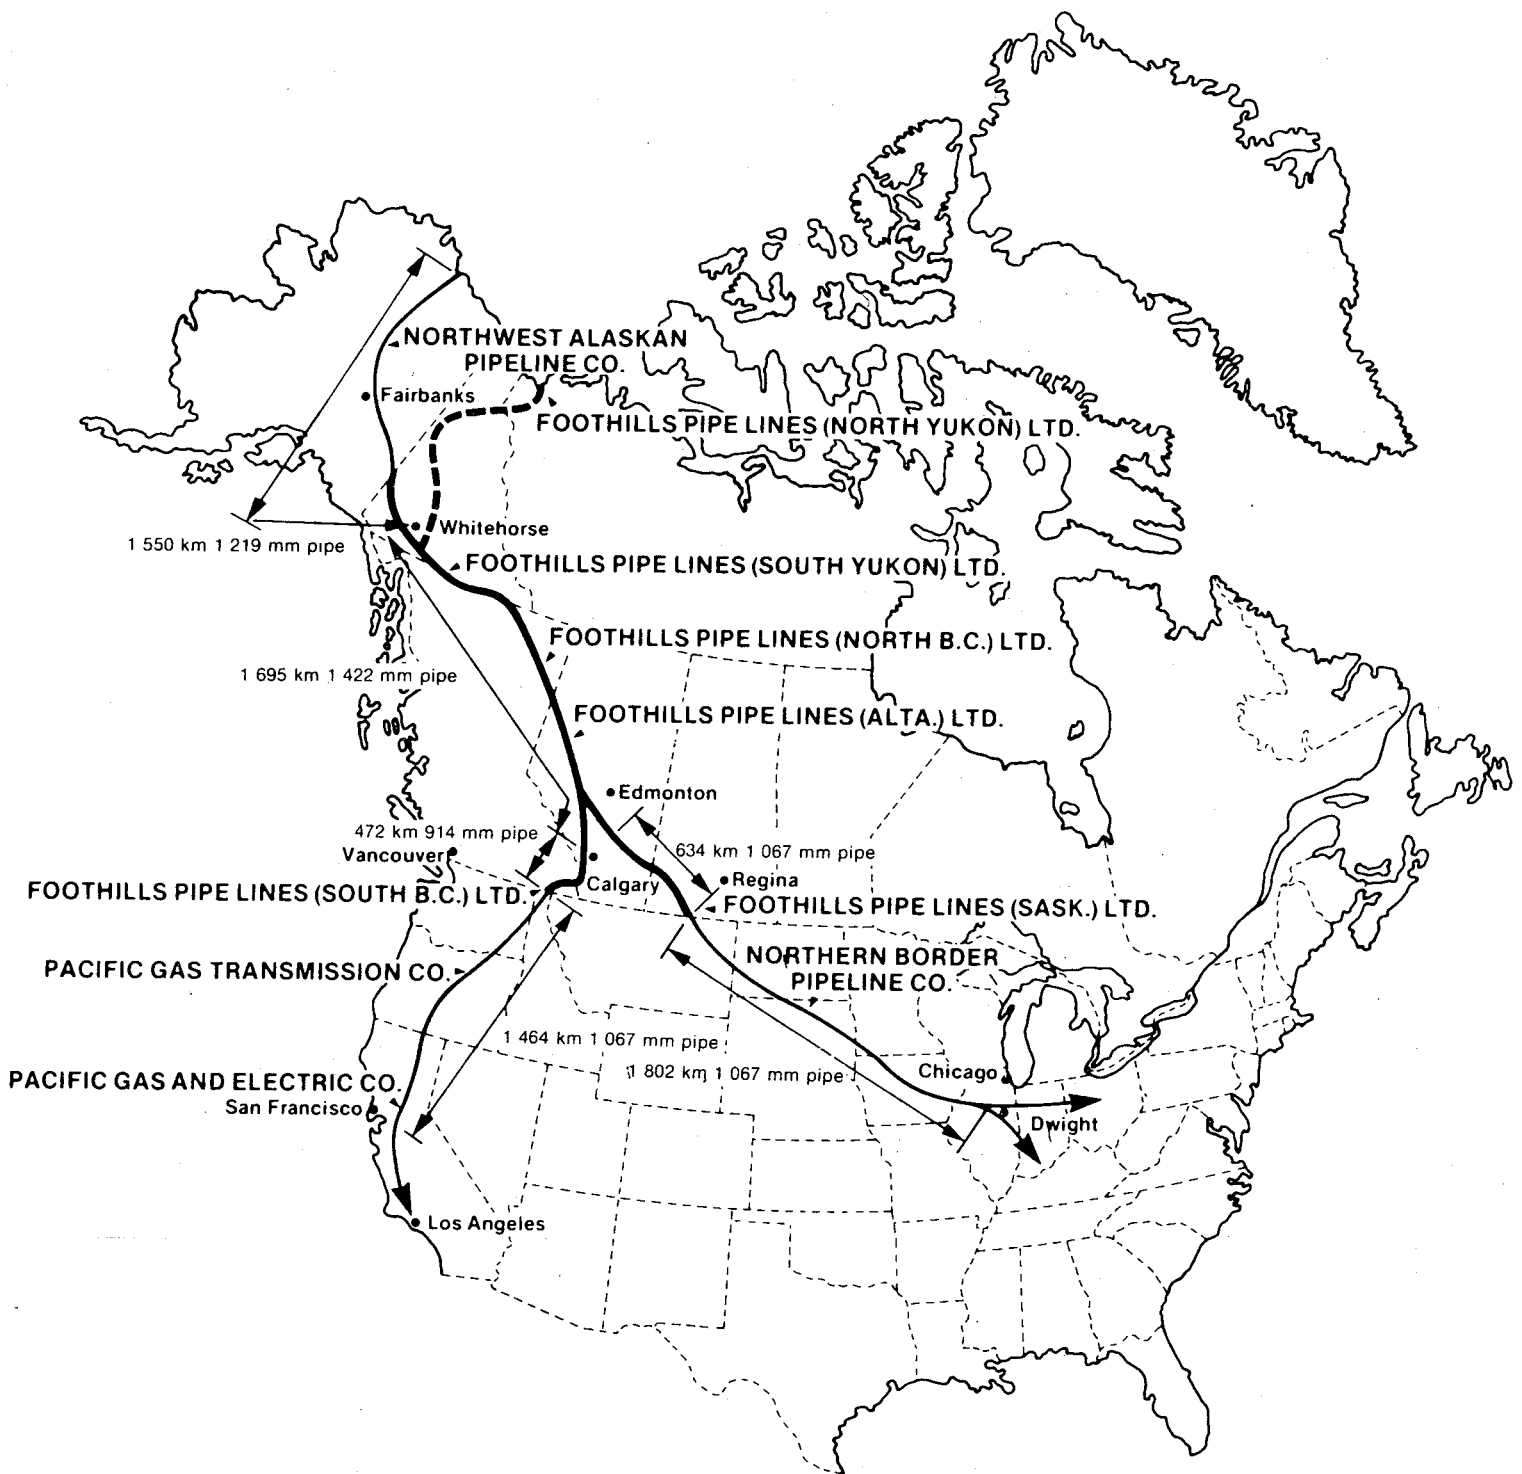 NORTHWEST ALASKAN
PIPELINE CO.
Fairbanks
FOOTHILLS PIPE LINES (NORTH YUKON) LTD.
Whitehorse
1 550 km 1 219 mm pipe
FOOTHILLS PIPE LINES (SOUTH YUKON) LTD.
FOOTHILLS PIPE LINES (NORTH B.C.) LTD.
1 695 km 1 422 mm pipe
FOOTHILLS PIPE LINES (ALTA.) LTD.
Edmonton
472 km 914 mm pipe
634 km 1 067 mm pipe
Vancouver
Calgary
Regina
FOOTHILLS PIPE LINES (SOUTH B.C.) LTD.
FOOTHILLS PIPE LINES (SASK.) LTD.
NORTHERN BORDER
PIPELINE CO.
PACIFIC GAS TRANSMISSION CO.
1 464 km 1 067 mm pipe
1 802 km 1 067 mm pipe
Chicago
PACIFIC GAS AND ELECTRIC CO.
San Francisco
Dwight
Los Angeles